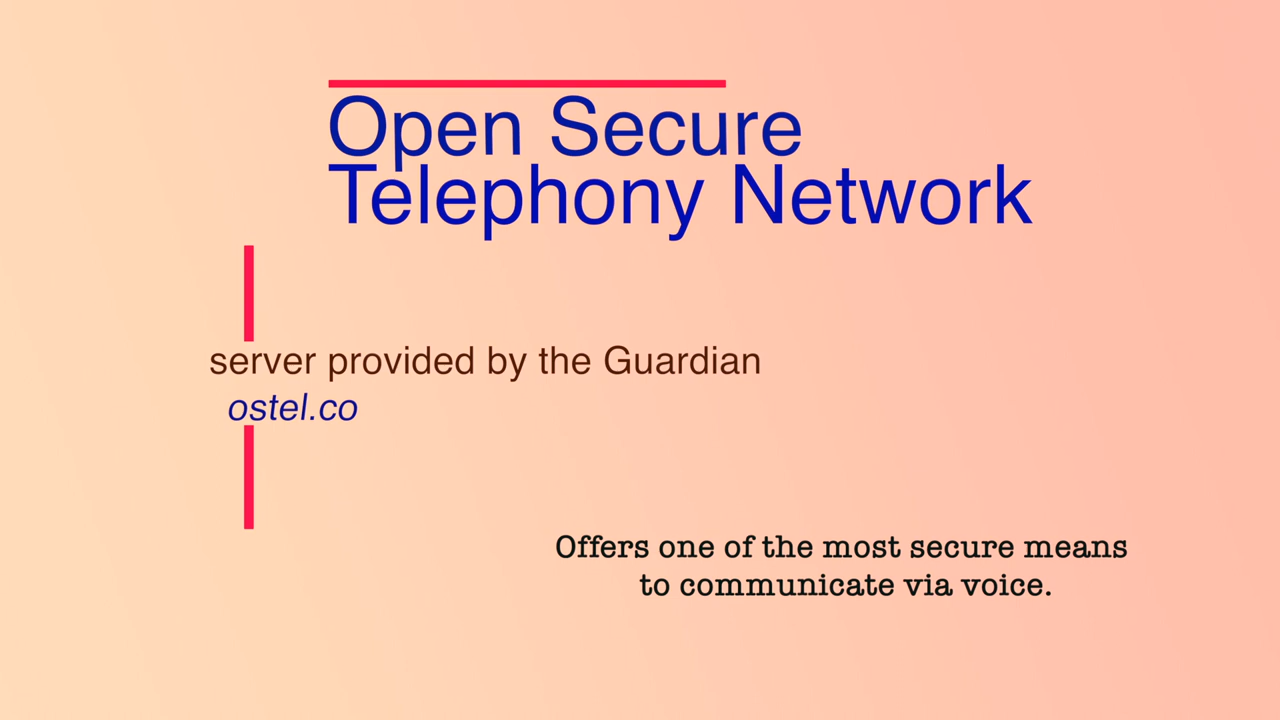 Open Secure
Telephony Network
server provided by the Guardian
ostel.co
Offers one of the most secure means
to communicate via voice.